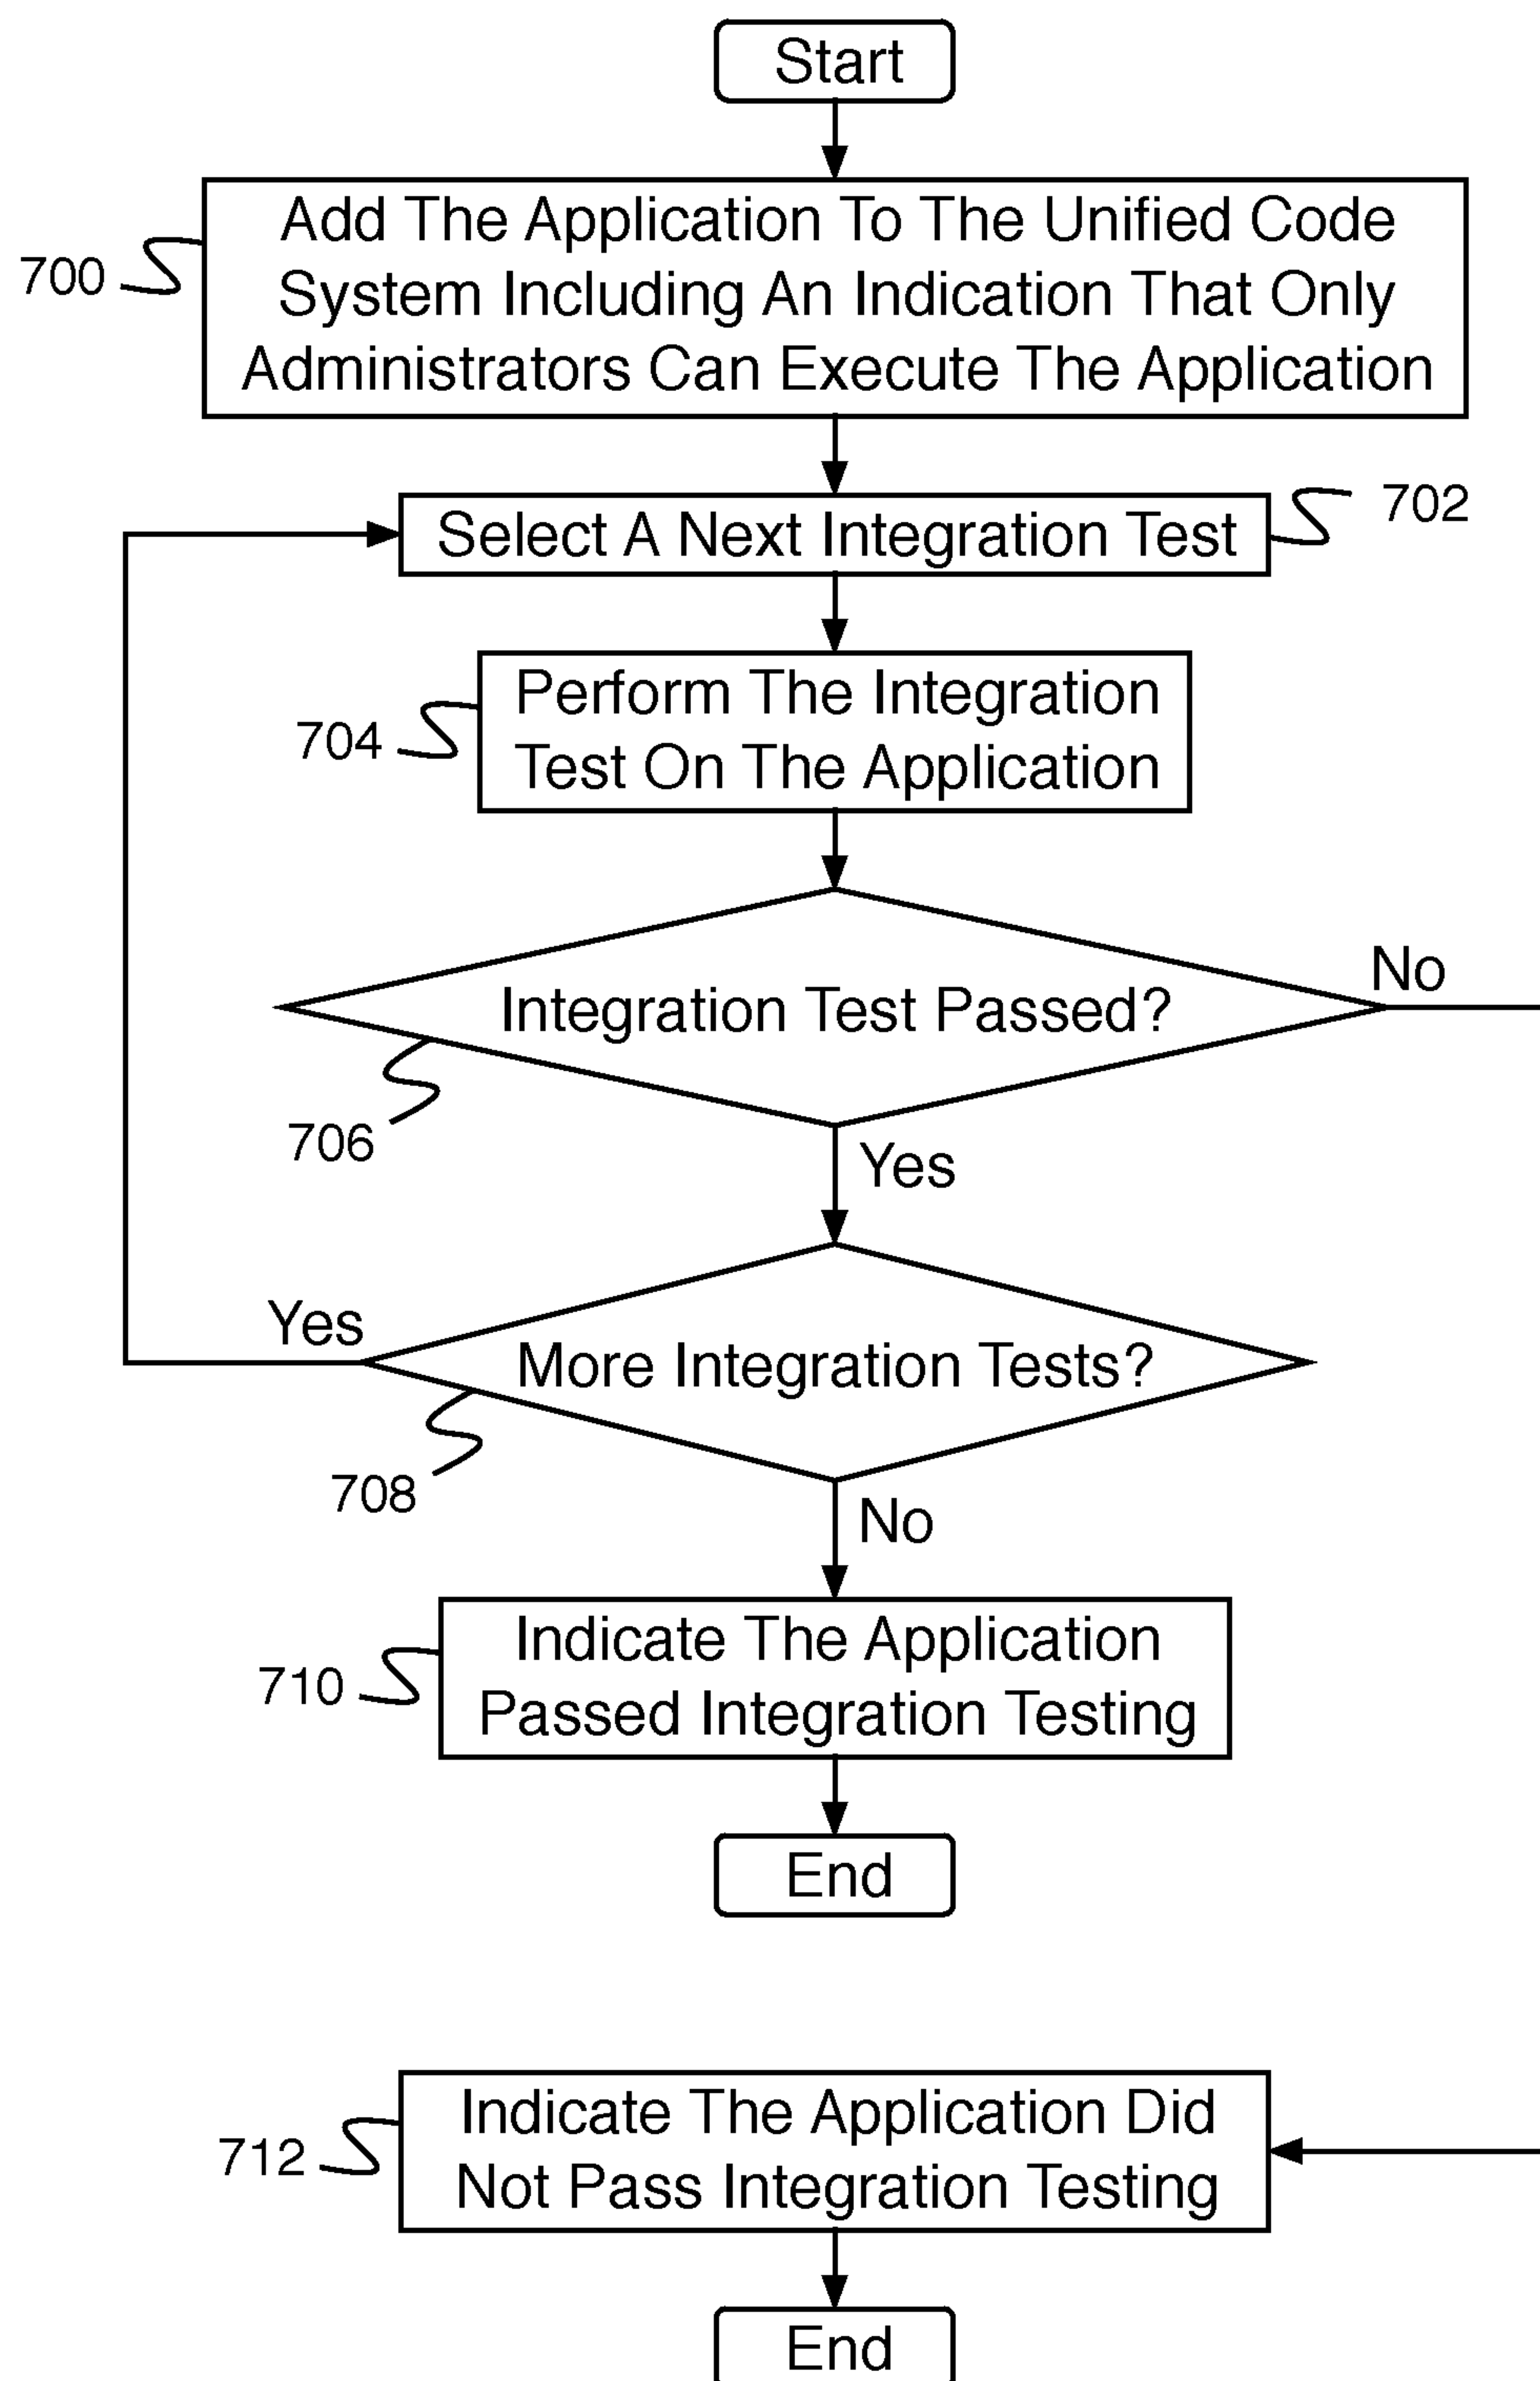 Start
Add The Application To The Unified Code
System Including An Indication That Only
Administrators Can Execute The Application
700
Select A Next Integration Test
702
Perform The Integration
Test On The Application
704
Integration Test Passed?
No
706
Yes
More Integration Tests?
Yes
708
No
Indicate The Application
Passed Integration Testing
710
End
Indicate The Application Did
Not Pass Integration Testing
712
End